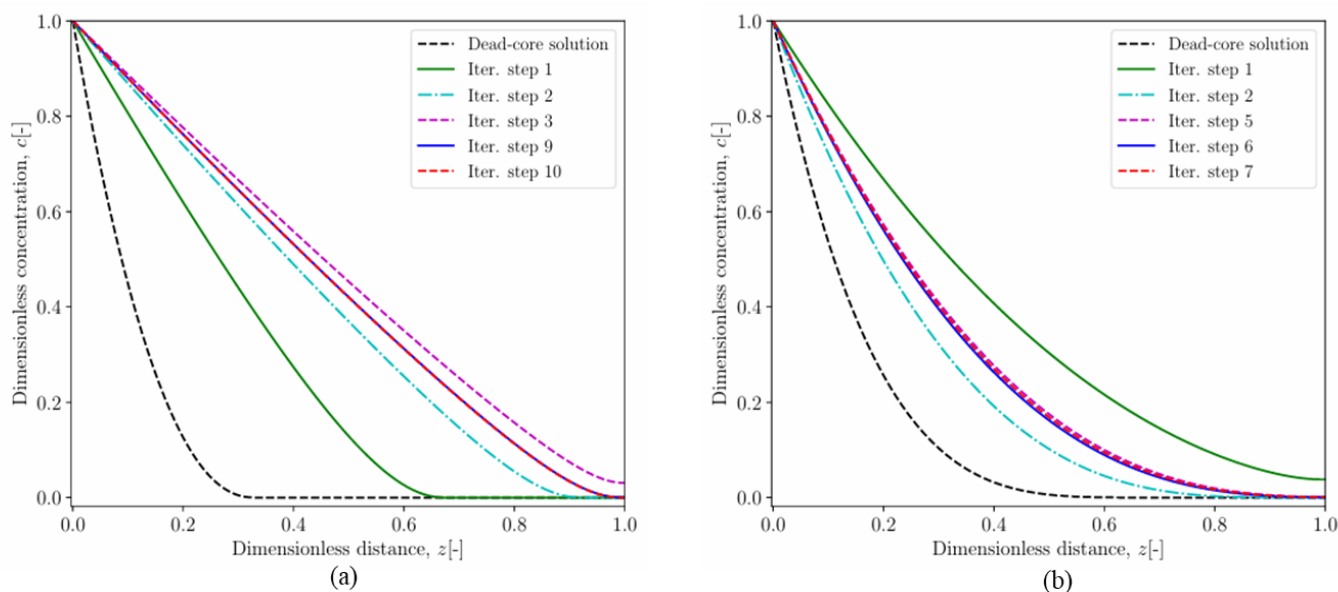 1.0
0.8
0.6
0.4
0.2
0.0
Dimensionless concentration, c[-]
Dead-core solution
Iter. step 1
Iter. step 2
Iter. step 3
Iter. step 9
Iter. step 10
0.0 0.2 0.4 0.6 0.8 1.0
Dimensionless distance, z[-]
(a)
1.0
0.8
0.6
0.4
0.2
0.0
Dimensionless concentration, c[-]
Dead-core solution
Iter. step 1
Iter. step 2
Iter. step 5
Iter. step 6
Iter. step 7
0.0 0.2 0.4 0.6 0.8 1.0
Dimensionless distance, z[-]
(b)